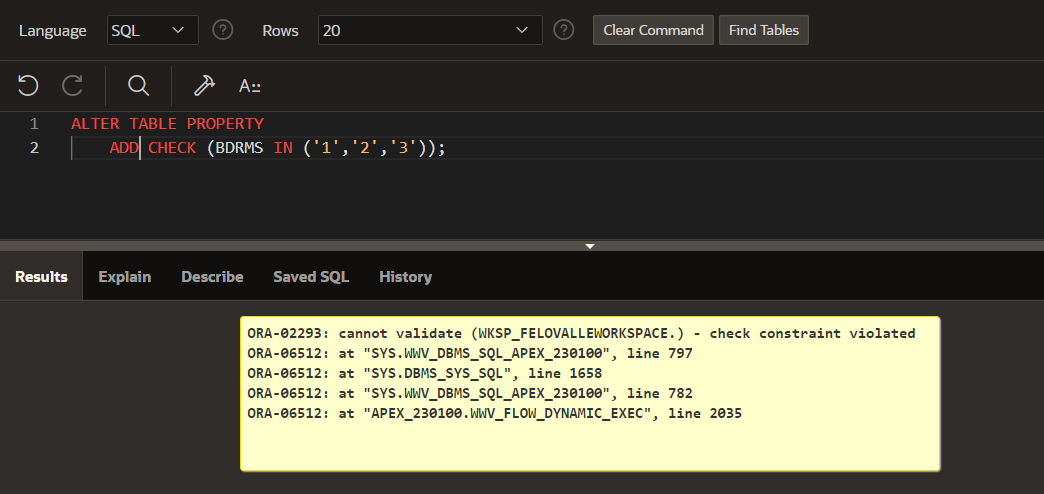 Language SQL ? Rows 20 ? Clear Command Find Tables
A::
1 ALTER TABLE PROPERTY
2 ADD CHECK (BDRMS IN ('1','2','3'));
Results Explain Describe Saved SQL History
ORA-02293: cannot validate (WKSP_FELOVALLEWORKSPACE.) - check constraint violated
ORA-06512: at "SYS.WWV_DBMS_SQL_APEX_230100", line 797
ORA-06512: at "SYS.DBMS_SYS_SQL", line 1658
ORA-06512: at "SYS.WWV_DBMS_SQL_APEX_230100", line 782
ORA-06512: at "APEX_230100.WWV_FLOW_DYNAMIC_EXEC", line 2035